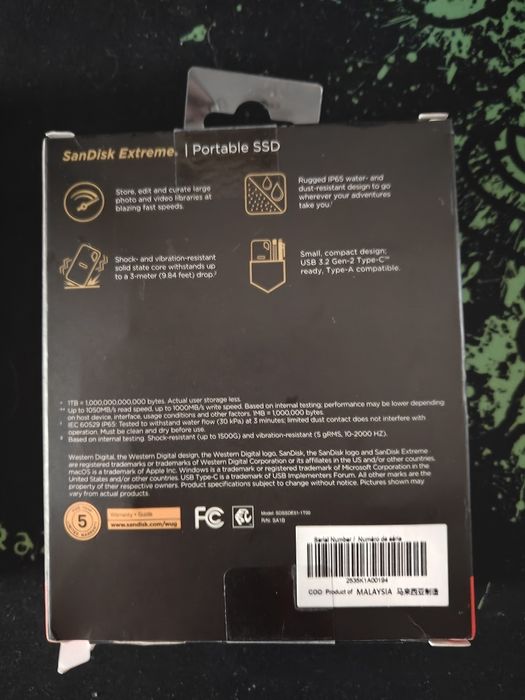 SanDisk Extreme® | Portable SSD
Store, edit and curate large
photo and video libraries at
blazing fast speeds.
Rugged IP65 water- and
dust-resistant design to go
wherever your adventures
take you.¹
Shock- and vibration-resistant
solid state core withstands up
to a 3-meter (9.84 feet) drop.²
Small, compact design;
USB 3.2 Gen-2 Type-C™
ready, Type-A compatible.
* 1TB = 1,000,000,000,000 bytes. Actual user storage less.
** Up to 1050MB/s read speed, up to 1000MB/s write speed. Based on internal testing; performance may be lower depending
on host device, interface, usage conditions and other factors. 1MB = 1,000,000 bytes.
¹ IEC 60529 IP65: Tested to withstand water flow (30 kPa) at 3 minutes; limited dust contact does not interfere with
operation. Must be clean and dry before use.
² Based on internal testing. Shock-resistant (up to 1500G) and vibration-resistant (5 gRMS, 10-2000 HZ).
Western Digital, the Western Digital design, the Western Digital logo, SanDisk, the SanDisk logo and SanDisk Extreme
are registered trademarks or trademarks of Western Digital Corporation or its affiliates in the US and/or other countries.
macOS is a trademark of Apple Inc. Windows is a trademark or registered trademark of Microsoft Corporation in the
United States and/or other countries. USB Type-C is a trademark of USB Implementers Forum. All other marks are the
property of their respective owners. Product specifications subject to change without notice. Pictures shown may
vary from actual products.
5
Warranty • Guide
www.sandisk.com/wug
FC
Model: SDSSDE61-1T00
R/N: SA1B
Serial Number / Numéro de série
2535K1A00194
COO Product of MALAYSIA 马来西亚制造